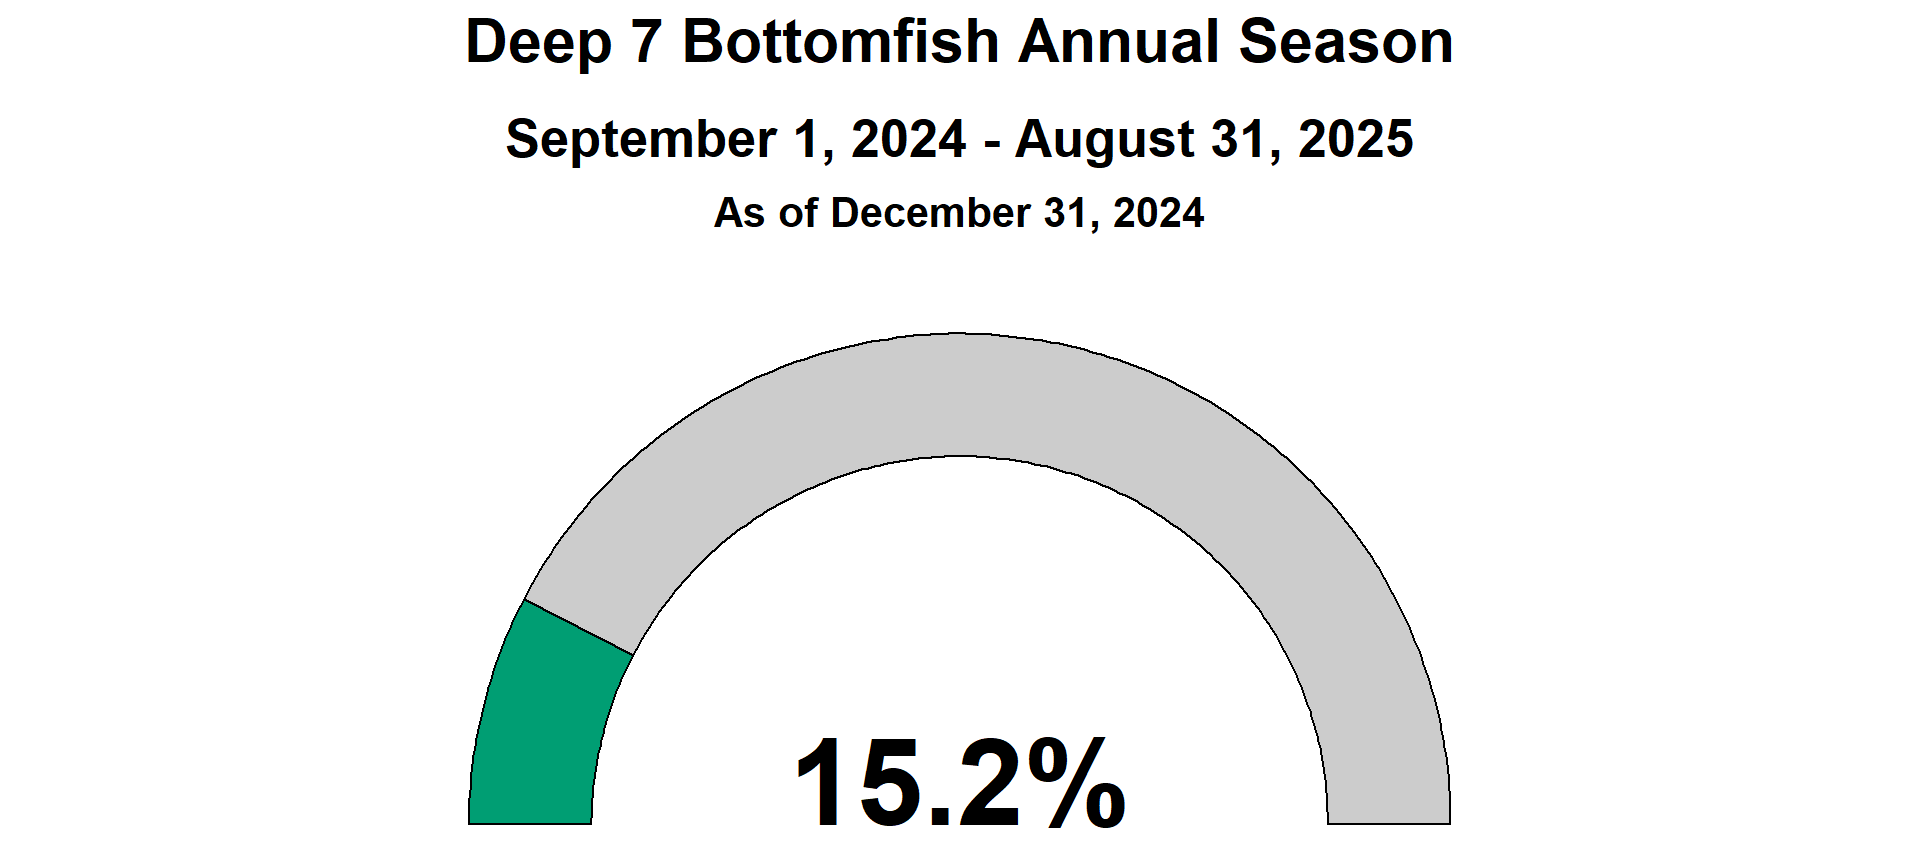 Deep 7 Bottomfish Annual Season
September 1, 2024 - August 31, 2025
As of December 31, 2024
15.2%